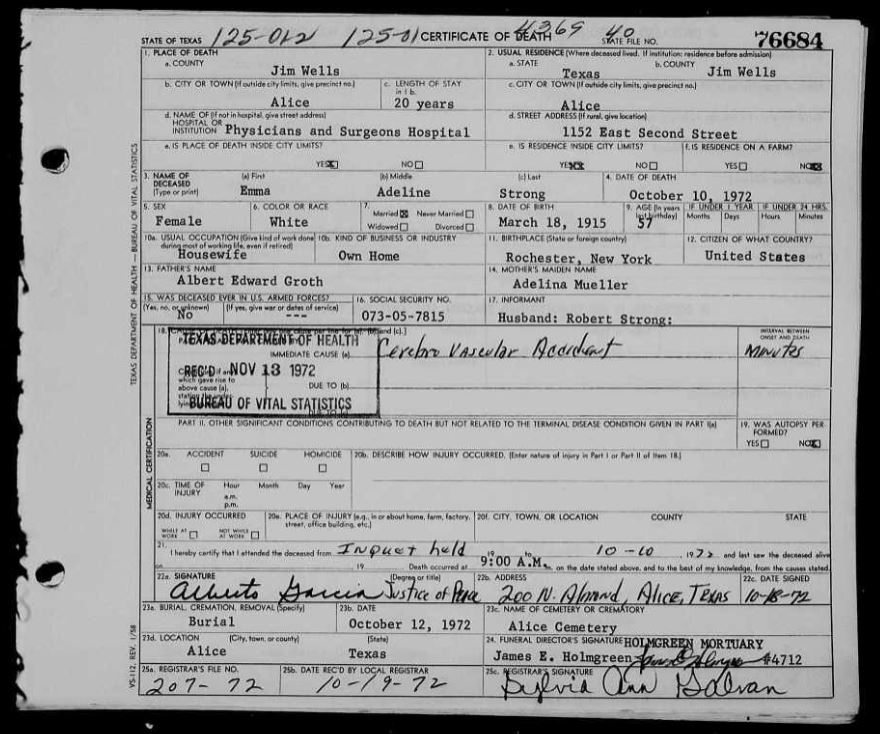 STATE OF TEXAS 125-012 125-01 CERTIFICATE OF DEATH 4369 40 STATE FILE NO. 76684
1. PLACE OF DEATH 2. USUAL RESIDENCE (Where deceased lived. If institution: residence before admission)
a. COUNTY Jim Wells a. STATE Texas b. COUNTY Jim Wells
b. CITY OR TOWN (If outside city limits, give precinct no.) Alice c. LENGTH OF STAY in 1 b. 20 years c. CITY OR TOWN (If outside city limits, give precinct no.) Alice
d. NAME OF (If not in hospital, give street address) HOSPITAL OR INSTITUTION Physicians and Surgeons Hospital d. STREET ADDRESS (If rural, give location) 1152 East Second Street
e. IS PLACE OF DEATH INSIDE CITY LIMITS? e. IS RESIDENCE INSIDE CITY LIMITS? f. IS RESIDENCE ON A FARM?
YES☒ NO☐ YES☒ NO☐ YES☐ NO☒
3. NAME OF DECEASED (Type or print) (a) First Emma (b) Middle Adeline (c) Last Strong 4. DATE OF DEATH October 10, 1972
5. SEX Female 6. COLOR OR RACE White 7. Married☒ Never Married☐ Widowed☐ Divorced☐ 8. DATE OF BIRTH March 18, 1915 9. AGE (In years last birthday) 57 IF UNDER 1 YEAR Months Days IF UNDER 24 HRS. Hours Minutes
10a. USUAL OCCUPATION (Give kind of work done during most of working life, even if retired) Housewife 10b. KIND OF BUSINESS OR INDUSTRY Own Home 11. BIRTHPLACE (State or foreign country) Rochester, New York 12. CITIZEN OF WHAT COUNTRY? United States
13. FATHER'S NAME Albert Edward Groth 14. MOTHER'S MAIDEN NAME Adelina Mueller
15. WAS DECEASED EVER IN U.S. ARMED FORCES? (Yes, no, or unknown) No (If yes, give war or dates of service) --- 16. SOCIAL SECURITY NO. 073-05-7815 17. INFORMANT Husband: Robert Strong:
18. and (c).] INTERVAL BETWEEN ONSET AND DEATH
TEXAS DEPARTMENT OF HEALTH
IMMEDIATE CAUSE (a) Cerebro Vascular Accident Minutes
REC'D NOV 13 1972
which gave rise to above cause (a), DUE TO (b)
BUREAU OF VITAL STATISTICS
PART II. OTHER SIGNIFICANT CONDITIONS CONTRIBUTING TO DEATH BUT NOT RELATED TO THE TERMINAL DISEASE CONDITION GIVEN IN PART I(a) 19. WAS AUTOPSY PERFORMED? YES☐ NO☒
20a. ACCIDENT ☐ SUICIDE ☐ HOMICIDE ☐ 20b. DESCRIBE HOW INJURY OCCURRED. (Enter nature of injury in Part I or Part II of Item 18.)
20c. TIME OF INJURY Hour a.m. p.m. Month Day Year
20d. INJURY OCCURRED WHILE AT WORK ☐ NOT WHILE AT WORK ☐ 20e. PLACE OF INJURY (e.g., in or about home, farm, factory, street, office building, etc.) 20f. CITY, TOWN, OR LOCATION COUNTY STATE
21. I hereby certify that I attended the deceased from Inquet held 19 to 10-10 1972 and last saw the deceased alive
on 19 Death occurred at 9:00 A.M. on the date stated above, and to the best of my knowledge, from the causes stated.
22a. SIGNATURE Alberto Garcia (Degree or title) Justice of Peace 22b. ADDRESS 200 N. Almond, Alice, Texas 22c. DATE SIGNED 10-18-72
23a. BURIAL, CREMATION, REMOVAL (Specify) Burial 23b. DATE October 12, 1972 23c. NAME OF CEMETERY OR CREMATORY Alice Cemetery
23d. LOCATION (City, town, or county) Alice (State) Texas 24. FUNERAL DIRECTOR'S SIGNATURE HOLMGREEN MORTUARY James E. Holmgreen #4712
25a. REGISTRAR'S FILE NO. 207-72 25b. DATE REC'D BY LOCAL REGISTRAR 10-19-72 25c. REGISTRAR'S SIGNATURE Sylvia Ann Galvan
TEXAS DEPARTMENT OF HEALTH — BUREAU OF VITAL STATISTICS
MEDICAL CERTIFICATION
VS-112, REV. 1/58